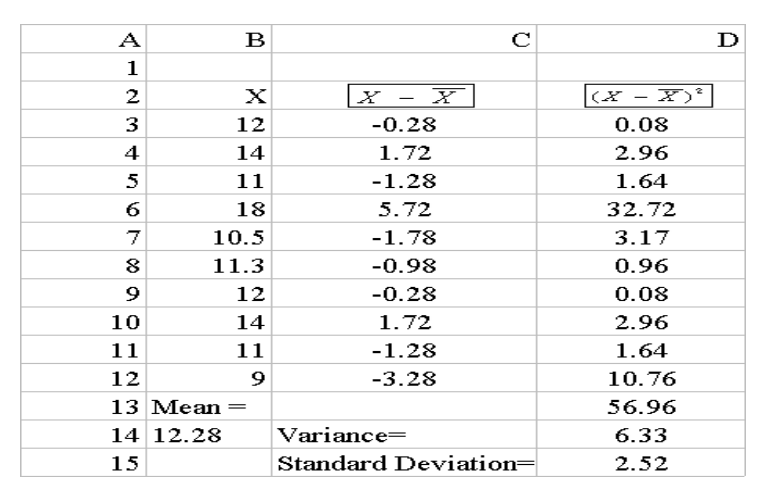 A B C D
1
2 X X − X̅ (X − X̅)²
3 12 -0.28 0.08
4 14 1.72 2.96
5 11 -1.28 1.64
6 18 5.72 32.72
7 10.5 -1.78 3.17
8 11.3 -0.98 0.96
9 12 -0.28 0.08
10 14 1.72 2.96
11 11 -1.28 1.64
12 9 -3.28 10.76
13 Mean = 56.96
14 12.28 Variance= 6.33
15 Standard Deviation= 2.52